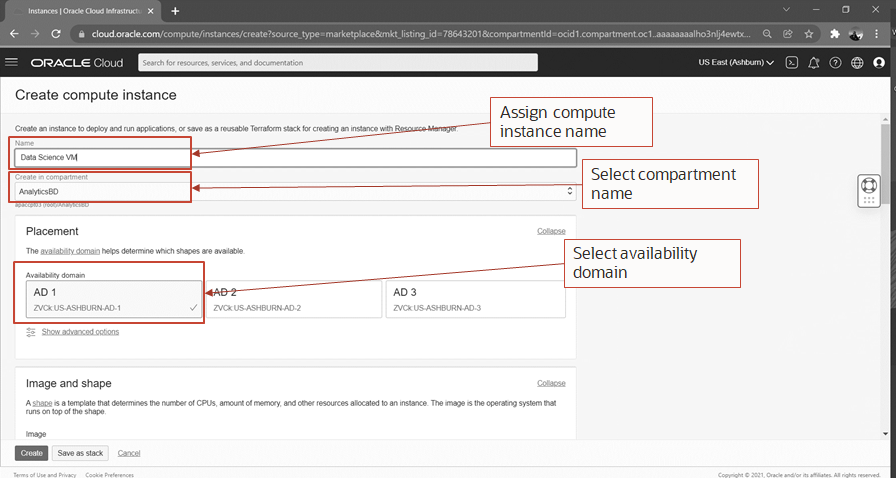 Instances | Oracle Cloud Infrastruct
cloud.oracle.com/compute/instances/create?source_type=marketplace&mkt_listing_id=78643201&compartmentId=ocid1.compartment.oc1..aaaaaaaalho3nlj4ewtx...
ORACLE Cloud
Search for resources, services, and documentation
US East (Ashburn)
Create compute instance
Create an instance to deploy and run applications, or save as a reusable Terraform stack for creating an instance with Resource Manager.
Assign compute
instance name
Name
Data Science VM
Select compartment
name
Create in compartment
AnalyticsBD
apaccpt03 (root)/AnalyticsBD
Placement
Collapse
The availability domain helps determine which shapes are available.
Select availability
domain
Availability domain
AD 1
ZVCk:US-ASHBURN-AD-1
AD 2
ZVCk:US-ASHBURN-AD-2
AD 3
ZVCk:US-ASHBURN-AD-3
Show advanced options
Image and shape
Collapse
A shape is a template that determines the number of CPUs, amount of memory, and other resources allocated to an instance. The image is the operating system that
runs on top of the shape.
Image
Create
Save as stack
Cancel
Terms of Use and Privacy
Cookie Preferences
Copyright © 2021, Oracle and/or its affiliates. All rights reserved.